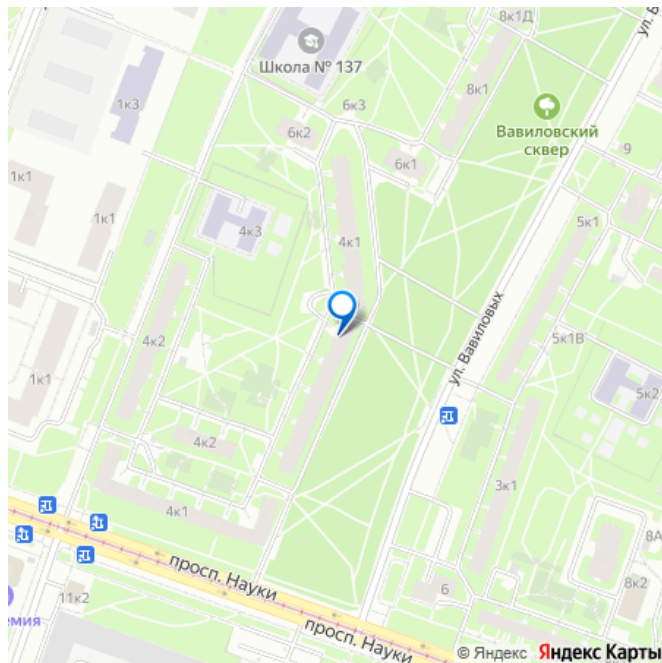 8к1Д
ул. В
Школа № 137
1к3
6к3
8к1
6к2
Вавиловский
сквер
9
6к1
1к1
1к1
4к3
4к1
5к1
ул. Вавиловых
4к2
5к1В
1к1
5к2
4к2
3к1
4к1
8А
просп. Науки
11к2
6
8к2
емия
просп. Науки
© Яндекс Яндекс Карты